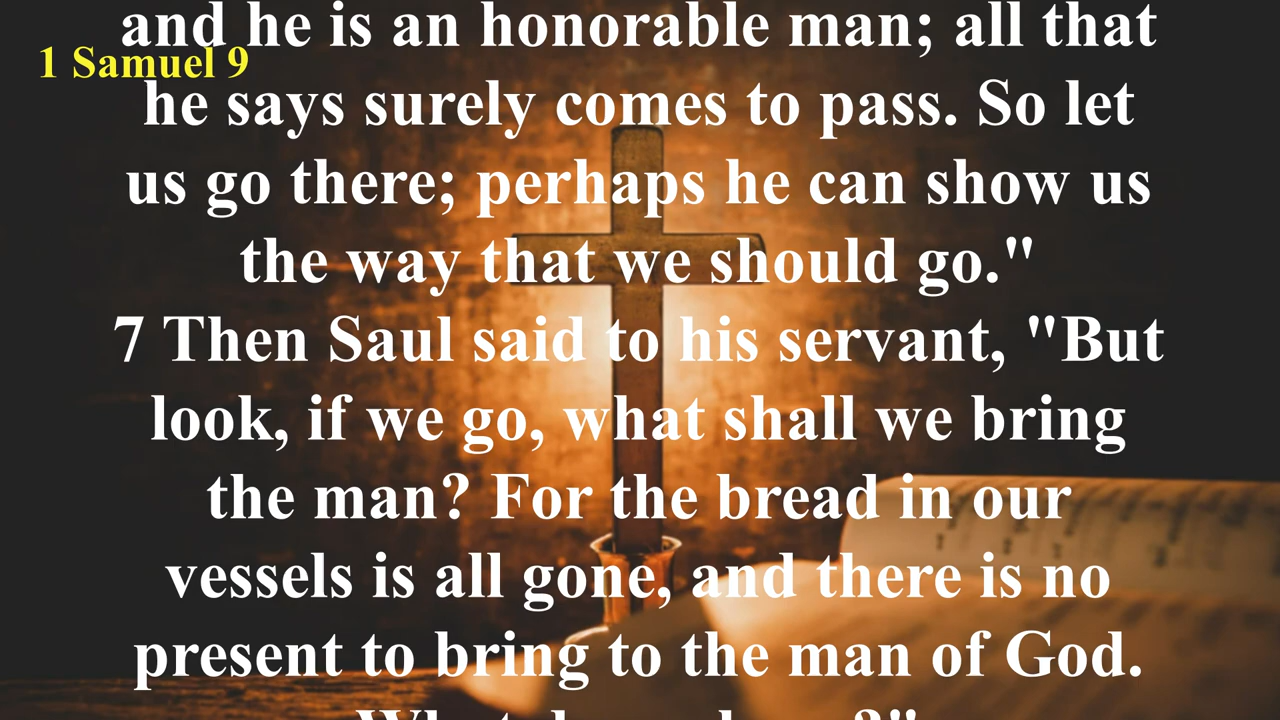 and he is an honorable man; all that
1 Samuel 9
he says surely comes to pass. So let
us go there; perhaps he can show us
the way that we should go."
7 Then Saul said to his servant, "But
look, if we go, what shall we bring
the man? For the bread in our
vessels is all gone, and there is no
present to bring to the man of God.